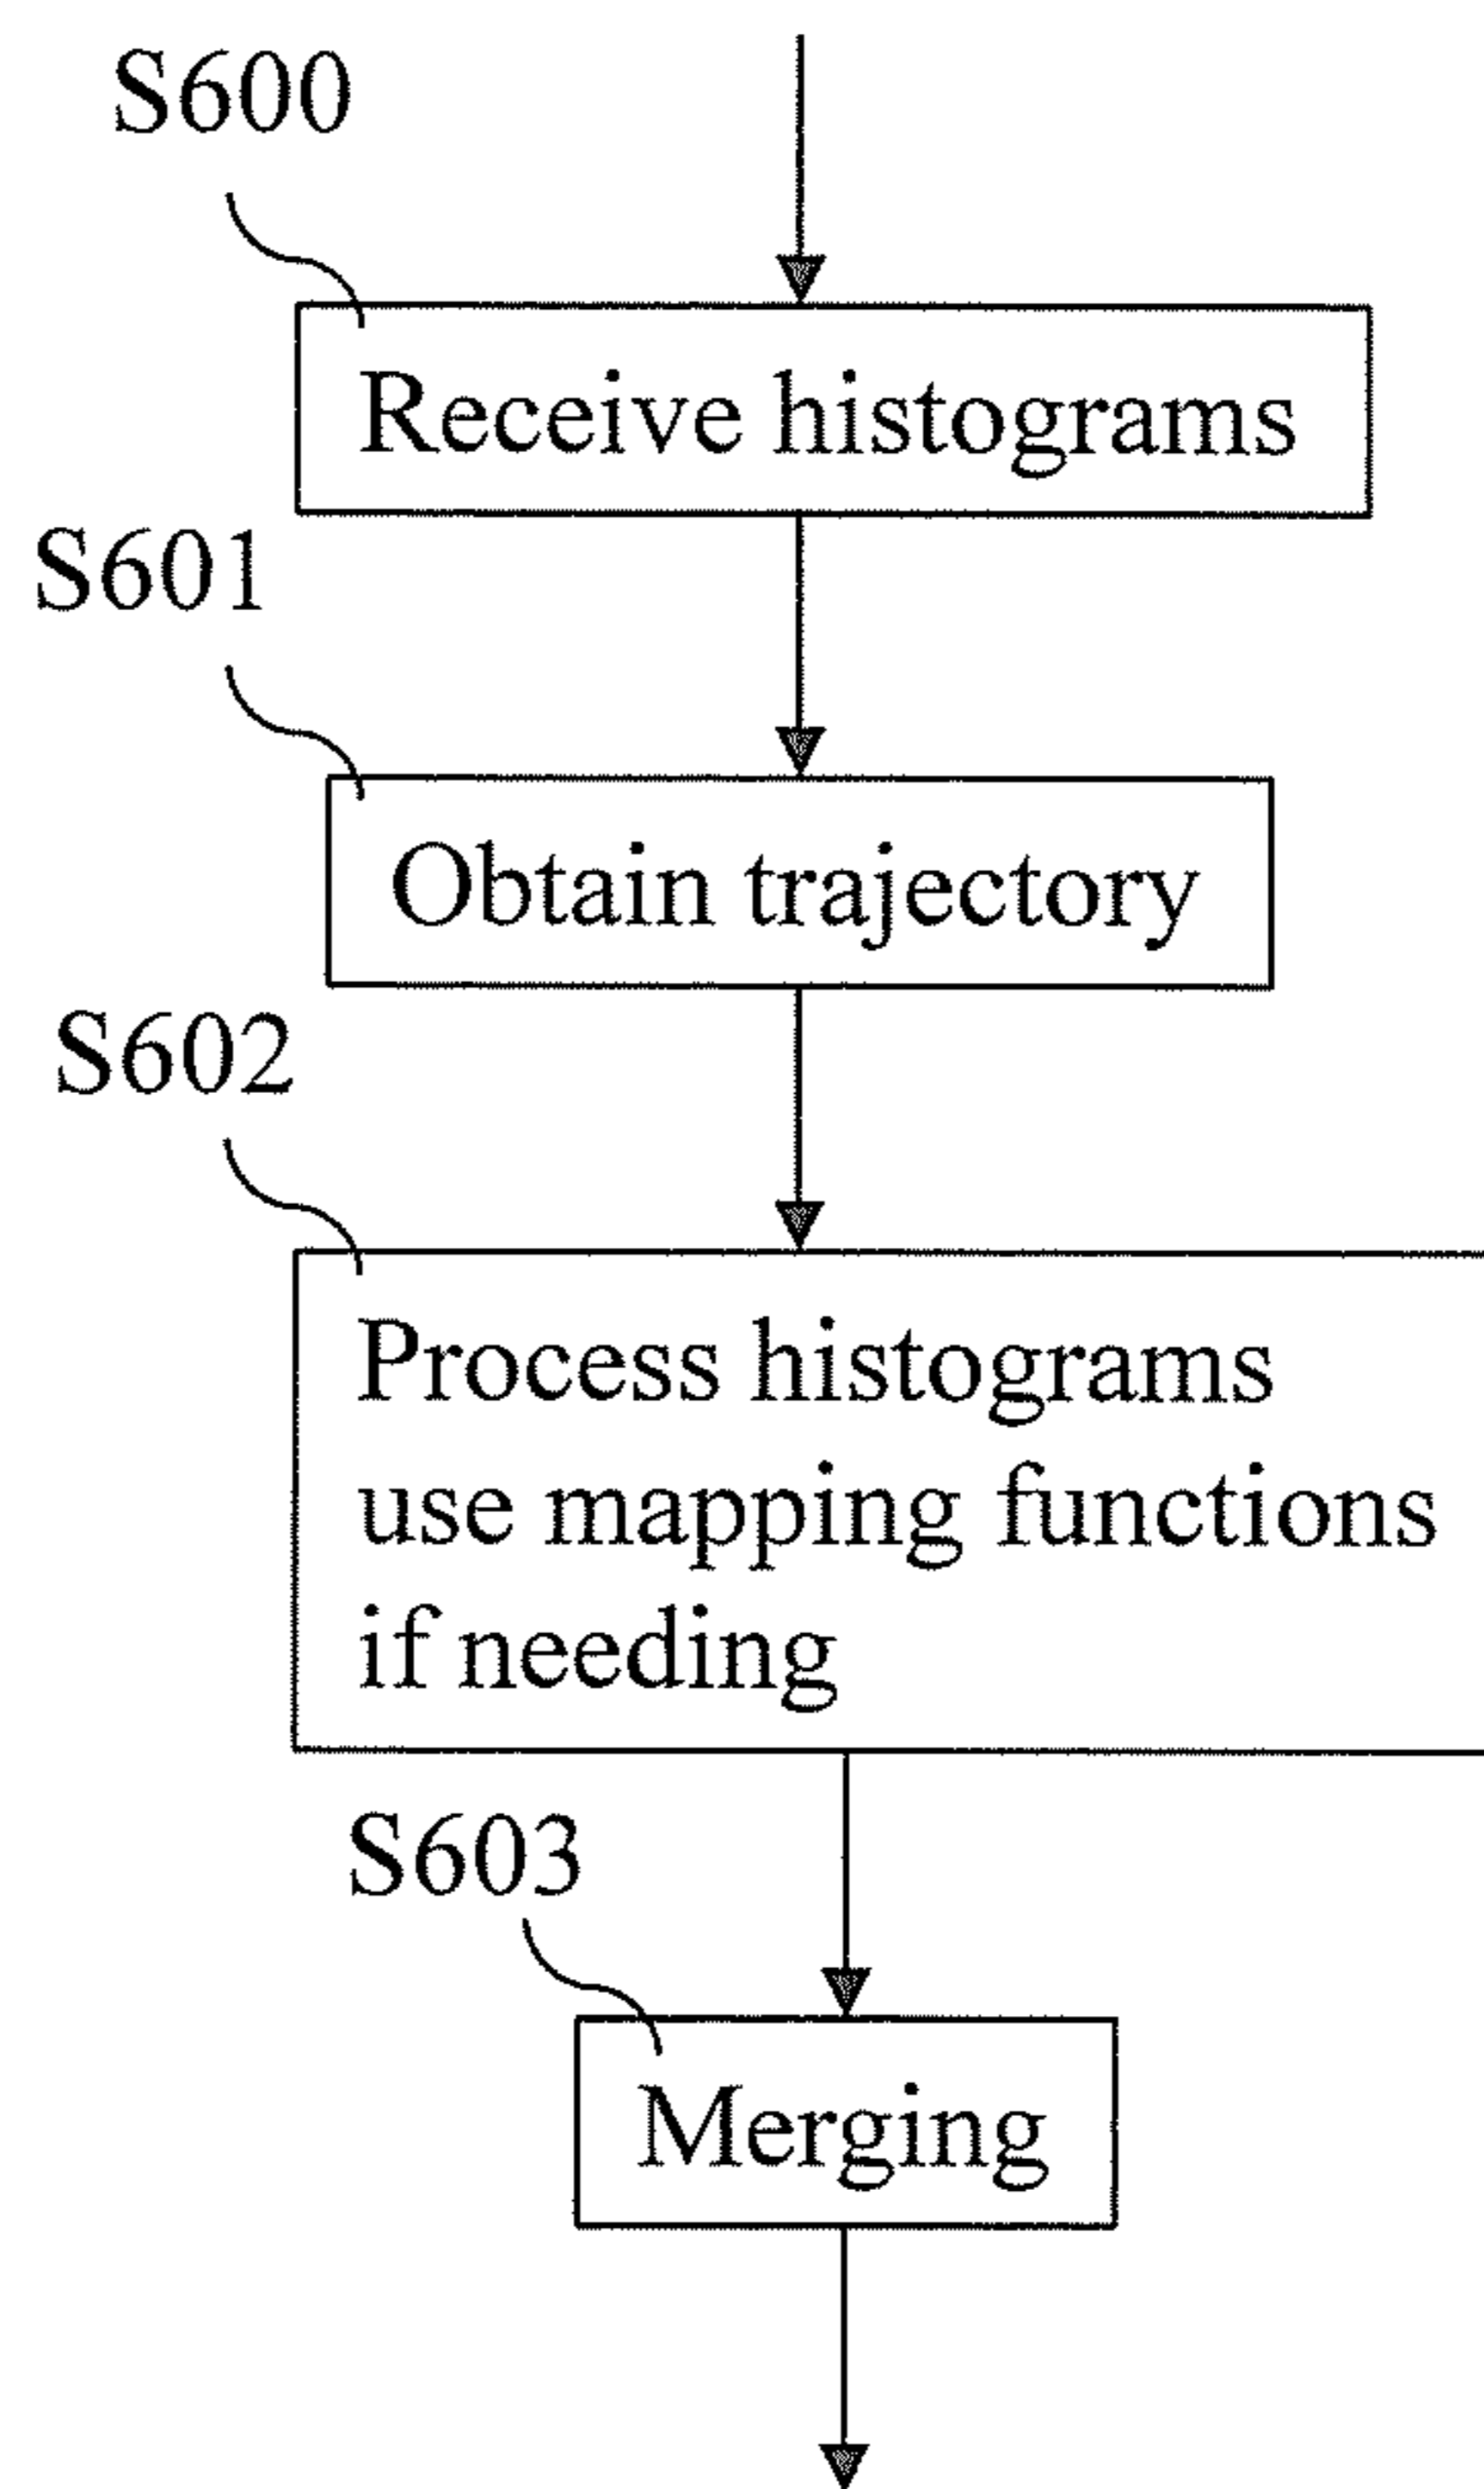 S600
Receive histograms
S601
Obtain trajectory
S602
Process histograms
use mapping functions
if needing
S603
Merging